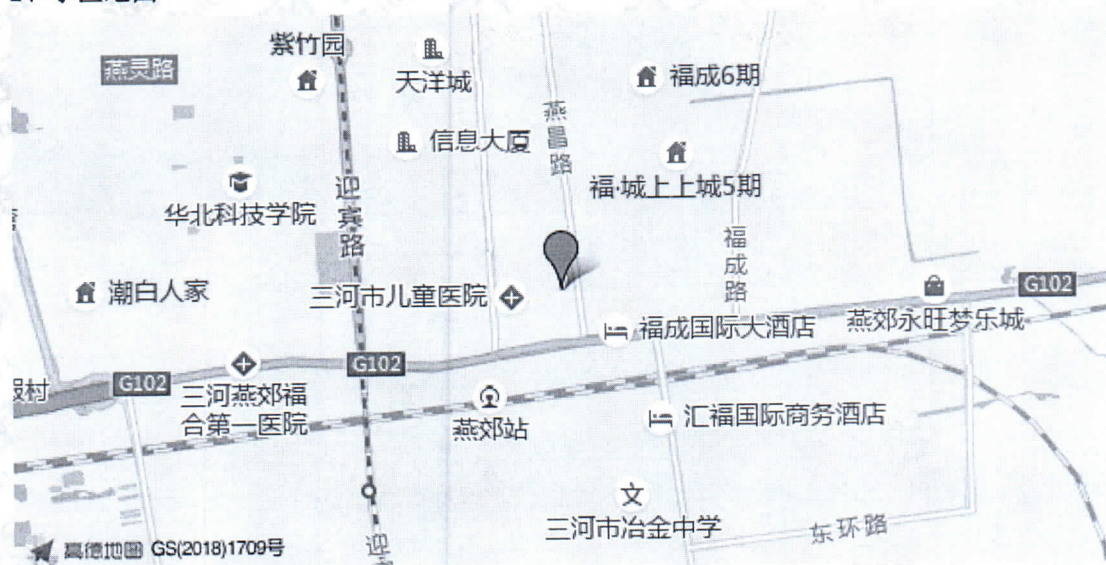 紫竹园
燕灵路
天洋城
福成6期
燕昌路
信息大厦
福·城上上城5期
华北科技学院
迎宾路
福成路
潮白人家
三河市儿童医院
G102
福成国际大酒店
燕郊永旺梦乐城
G102
G102
三河燕郊福
合第一医院
燕郊站
汇福国际商务酒店
三河市冶金中学
东环路
迎
高德地图 GS(2018)1709号